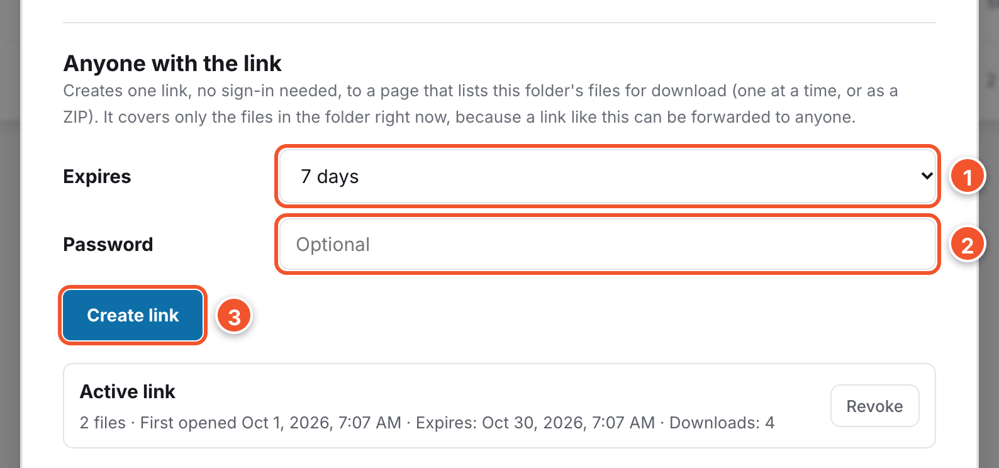 Anyone with the link
Creates one link, no sign-in needed, to a page that lists this folder's files for download (one at a time, or as a
ZIP). It covers only the files in the folder right now, because a link like this can be forwarded to anyone.
Expires
7 days
1
Password
Optional
2
Create link
3
Active link
2 files · First opened Oct 1, 2026, 7:07 AM · Expires: Oct 30, 2026, 7:07 AM · Downloads: 4
Revoke